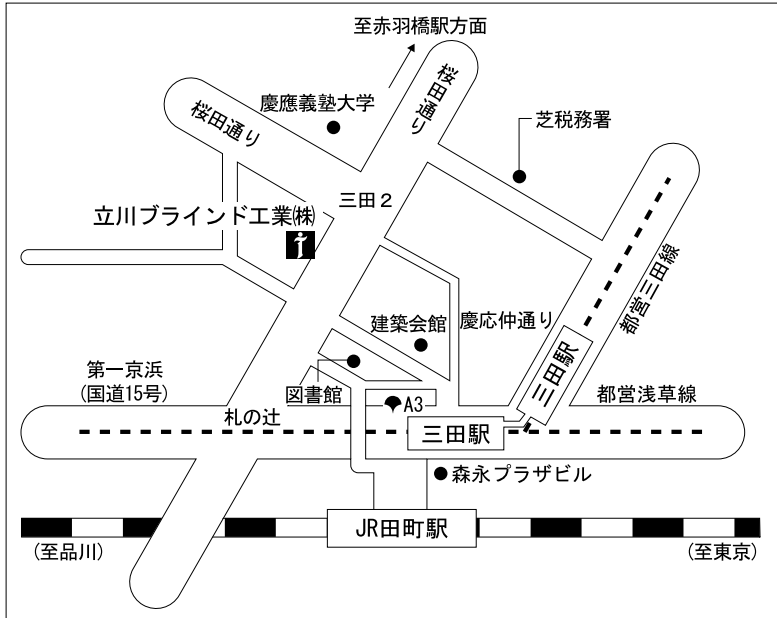 至赤羽橋駅方面
桜田通り
慶應義塾大学
桜田通り
芝税務署
三田２
立川ブラインド工業㈱
都営三田線
建築会館
慶応仲通り
三田駅
第一京浜
(国道15号)
図書館
都営浅草線
A3
札の辻
三田駅
森永プラザビル
JR田町駅
(至品川)
(至東京)